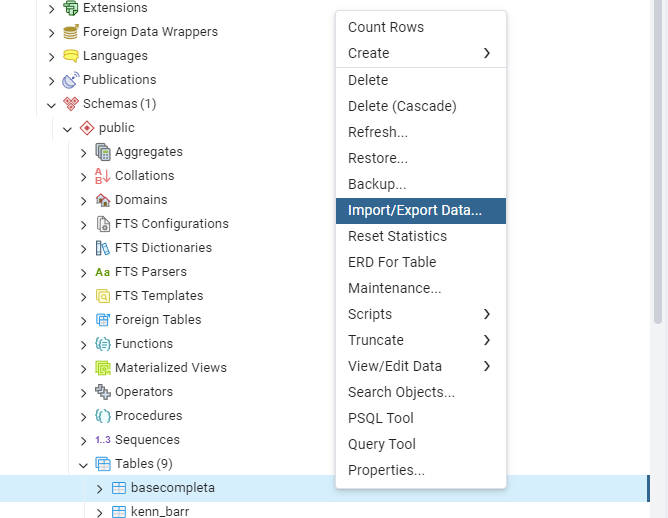 Extensions
Foreign Data Wrappers
Languages
Publications
Schemas (1)
public
Aggregates
Collations
Domains
FTS Configurations
FTS Dictionaries
Aa FTS Parsers
FTS Templates
Foreign Tables
Functions
Materialized Views
Operators
Procedures
1..3 Sequences
Tables (9)
basecompleta
kenn_barr
Count Rows
Create
Delete
Delete (Cascade)
Refresh...
Restore...
Backup...
Import/Export Data...
Reset Statistics
ERD For Table
Maintenance...
Scripts
Truncate
View/Edit Data
Search Objects...
PSQL Tool
Query Tool
Properties...